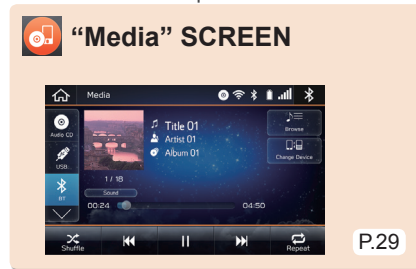 “Media” SCREEN
Media
Audio CD
USB
BT
Title 01
Artist 01
Album 01
1 / 18
Sound
00:24
04:50
Browse
Change Device
Shuffle
Repeat
P.29